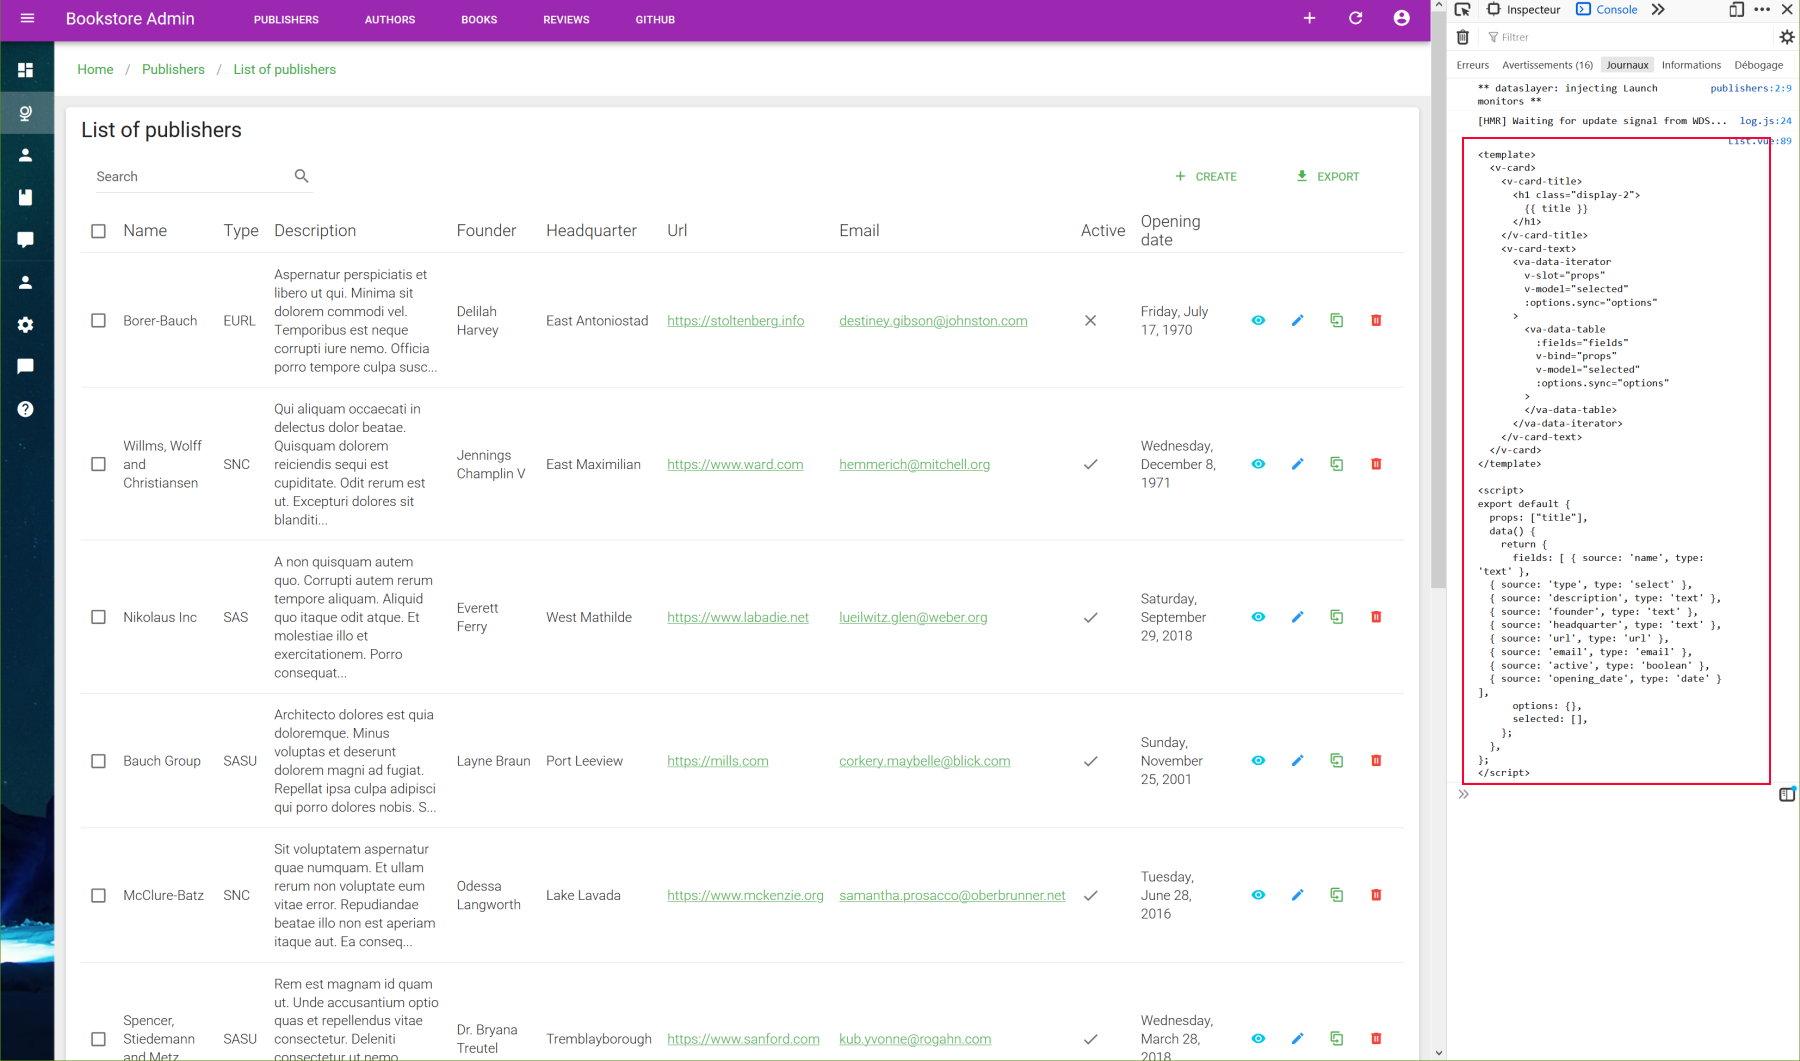 Bookstore Admin
PUBLISHERS
AUTHORS
BOOKS
REVIEWS
GITHUB
Home / Publishers / List of publishers
List of publishers
Search
CREATE
EXPORT
Name
Type
Description
Founder
Headquarter
Url
Email
Active
Opening
date
Borer-Bauch
EURL
Aspernatur perspiciatis et
libero ut qui. Minima sit
dolorem commodi vel.
Temporibus est neque
corrupti iure nemo. Officia
porro tempore culpa susc...
Delilah
Harvey
East Antoniostad
https://stoltenberg.info
destiney.gibson@johnston.com
Friday, July
17, 1970
Willms, Wolff
and
Christiansen
SNC
Qui aliquam occaecati in
delectus dolor beatae.
Quisquam dolorem
reiciendis sequi est
cupiditate. Odit rerum est
ut. Excepturi dolores sit
blanditi...
Jennings
Champlin V
East Maximilian
https://www.ward.com
hemmerich@mitchell.org
Wednesday,
December 8,
1971
Nikolaus Inc
SAS
A non quisquam autem
quo. Corrupti autem rerum
tempore aliquam. Aliquid
quo itaque odit atque. Et
molestiae illo et
exercitationem. Porro
consequat...
Everett
Ferry
West Mathilde
https://www.labadie.net
lueilwitz.glen@weber.org
Saturday,
September
29, 2018
Bauch Group
SASU
Architecto dolores est quia
doloremque. Minus
voluptas et deserunt
dolorem magni ad fugiat.
Repellat ipsa culpa adipisci
qui porro dolores nobis. S...
Layne Braun
Port Leeview
https://mills.com
corkery.maybelle@blick.com
Sunday,
November
25, 2001
McClure-Batz
SNC
Sit voluptatem aspernatur
quae numquam. Et ullam
rerum non voluptate eum
vitae error. Repudiandae
beatae illo non est aperiam
itaque aut. Ea conseq...
Odessa
Langworth
Lake Lavada
https://www.mckenzie.org
samantha.prosacco@oberbrunner.net
Tuesday,
June 28,
2016
Spencer,
Stiedemann
and Metz
SASU
Rem est magnam id quam
ut. Unde accusantium optio
quas et repellendus vitae
consectetur. Deleniti
consectetur ut nemo
Dr. Bryana
Treutel
Tremblayborough
https://www.sanford.com
kub.yvonne@rogahn.com
Wednesday,
March 28,
2018
Inspecteur
Console
Filtrer
Erreurs
Avertissements (16)
Journaux
Informations
Débogage
** dataslayer: injecting Launch publishers:2:9
monitors **
[HMR] Waiting for update signal from WDS... log.js:24
List.vue:89
<template>
<v-card>
<v-card-title>
<h1 class="display-2">
{{ title }}
</h1>
</v-card-title>
<v-card-text>
<va-data-iterator
v-slot="props"
v-model="selected"
:options.sync="options"
>
<va-data-table
:fields="fields"
v-bind="props"
v-model="selected"
:options.sync="options"
>
</va-data-table>
</va-data-iterator>
</v-card-text>
</v-card>
</template>
<script>
export default {
props: ["title"],
data() {
return {
fields: [ { source: 'name', type:
'text' },
{ source: 'type', type: 'select' },
{ source: 'description', type: 'text' },
{ source: 'founder', type: 'text' },
{ source: 'headquarter', type: 'text' },
{ source: 'url', type: 'url' },
{ source: 'email', type: 'email' },
{ source: 'active', type: 'boolean' },
{ source: 'opening_date', type: 'date' }
],
options: {},
selected: [],
};
},
};
</script>